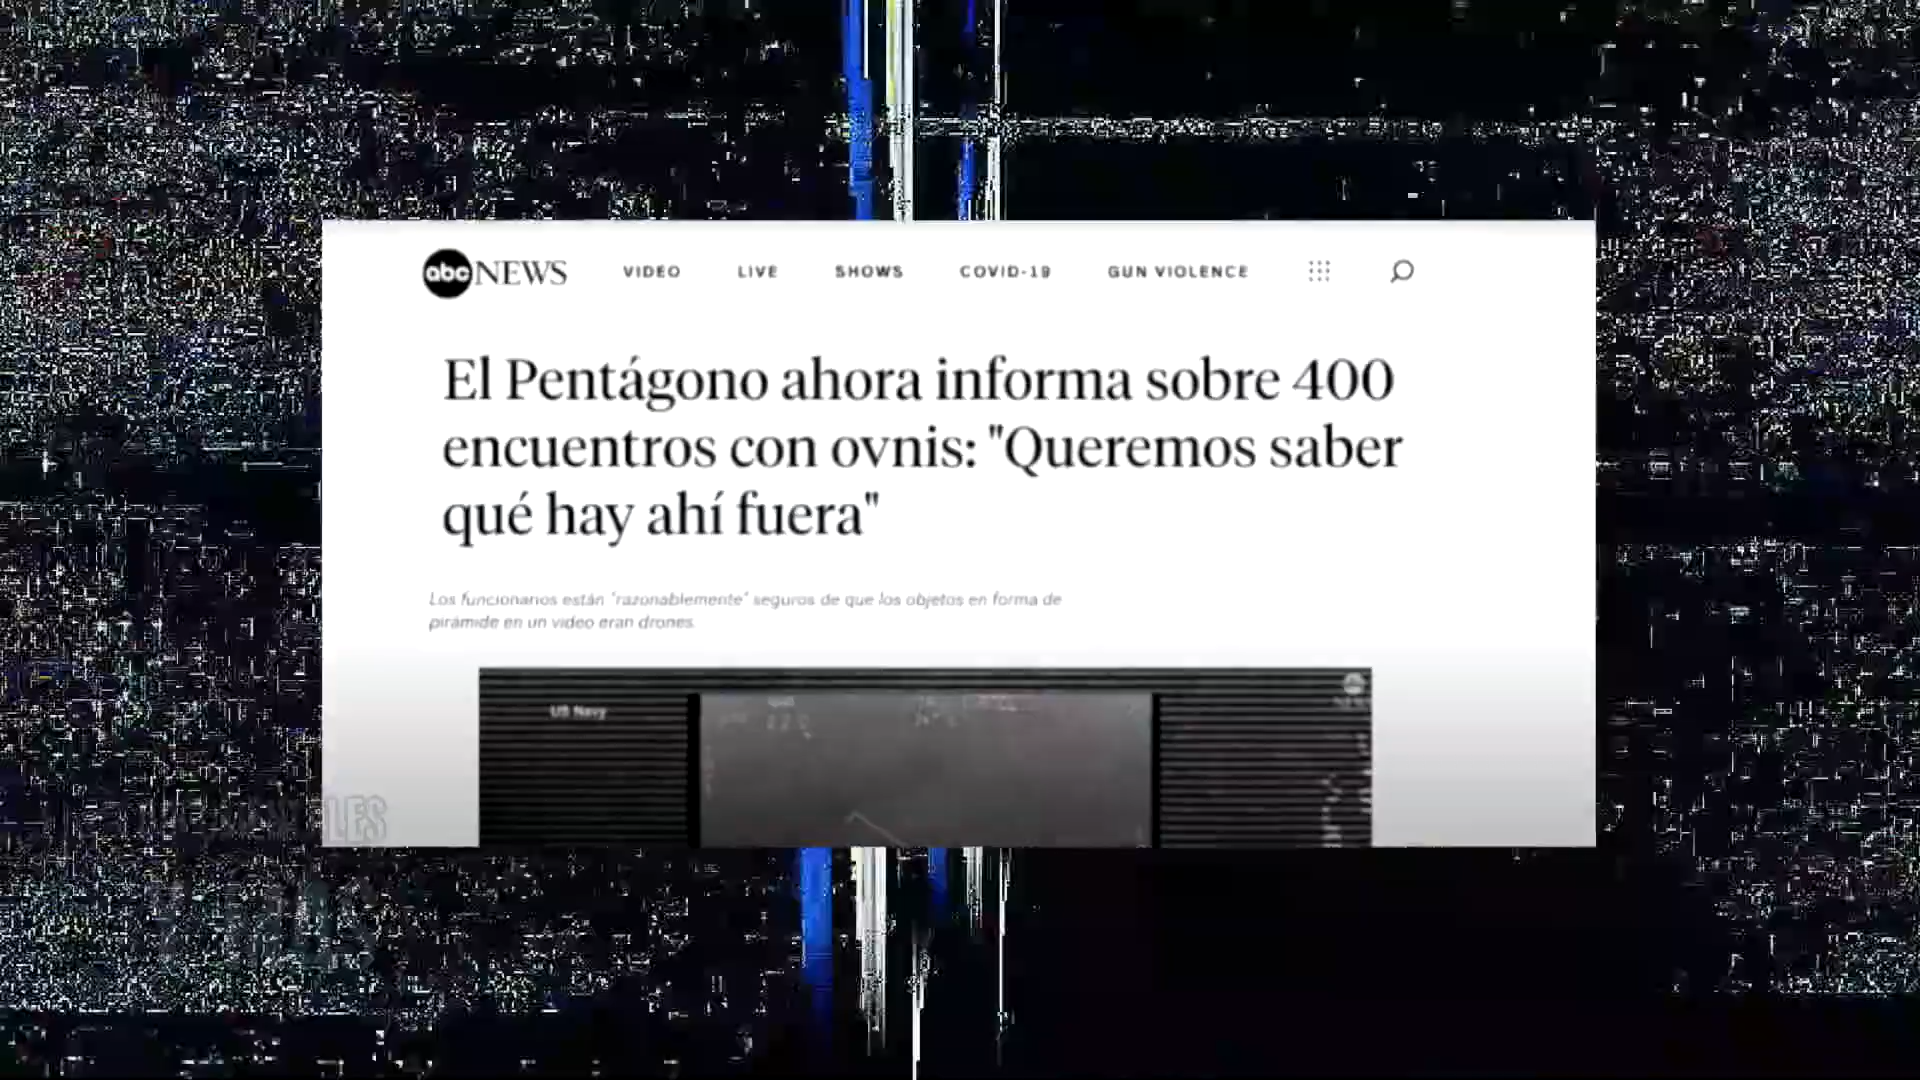 abc NEWS VIDEO LIVE SHOWS COVID-19 GUN VIOLENCE
El Pentágono ahora informa sobre 400
encuentros con ovnis: "Queremos saber
qué hay ahí fuera"
Los funcionarios están "razonablemente" seguros de que los objetos en forma de
pirámide en un video eran drones.
US Navy